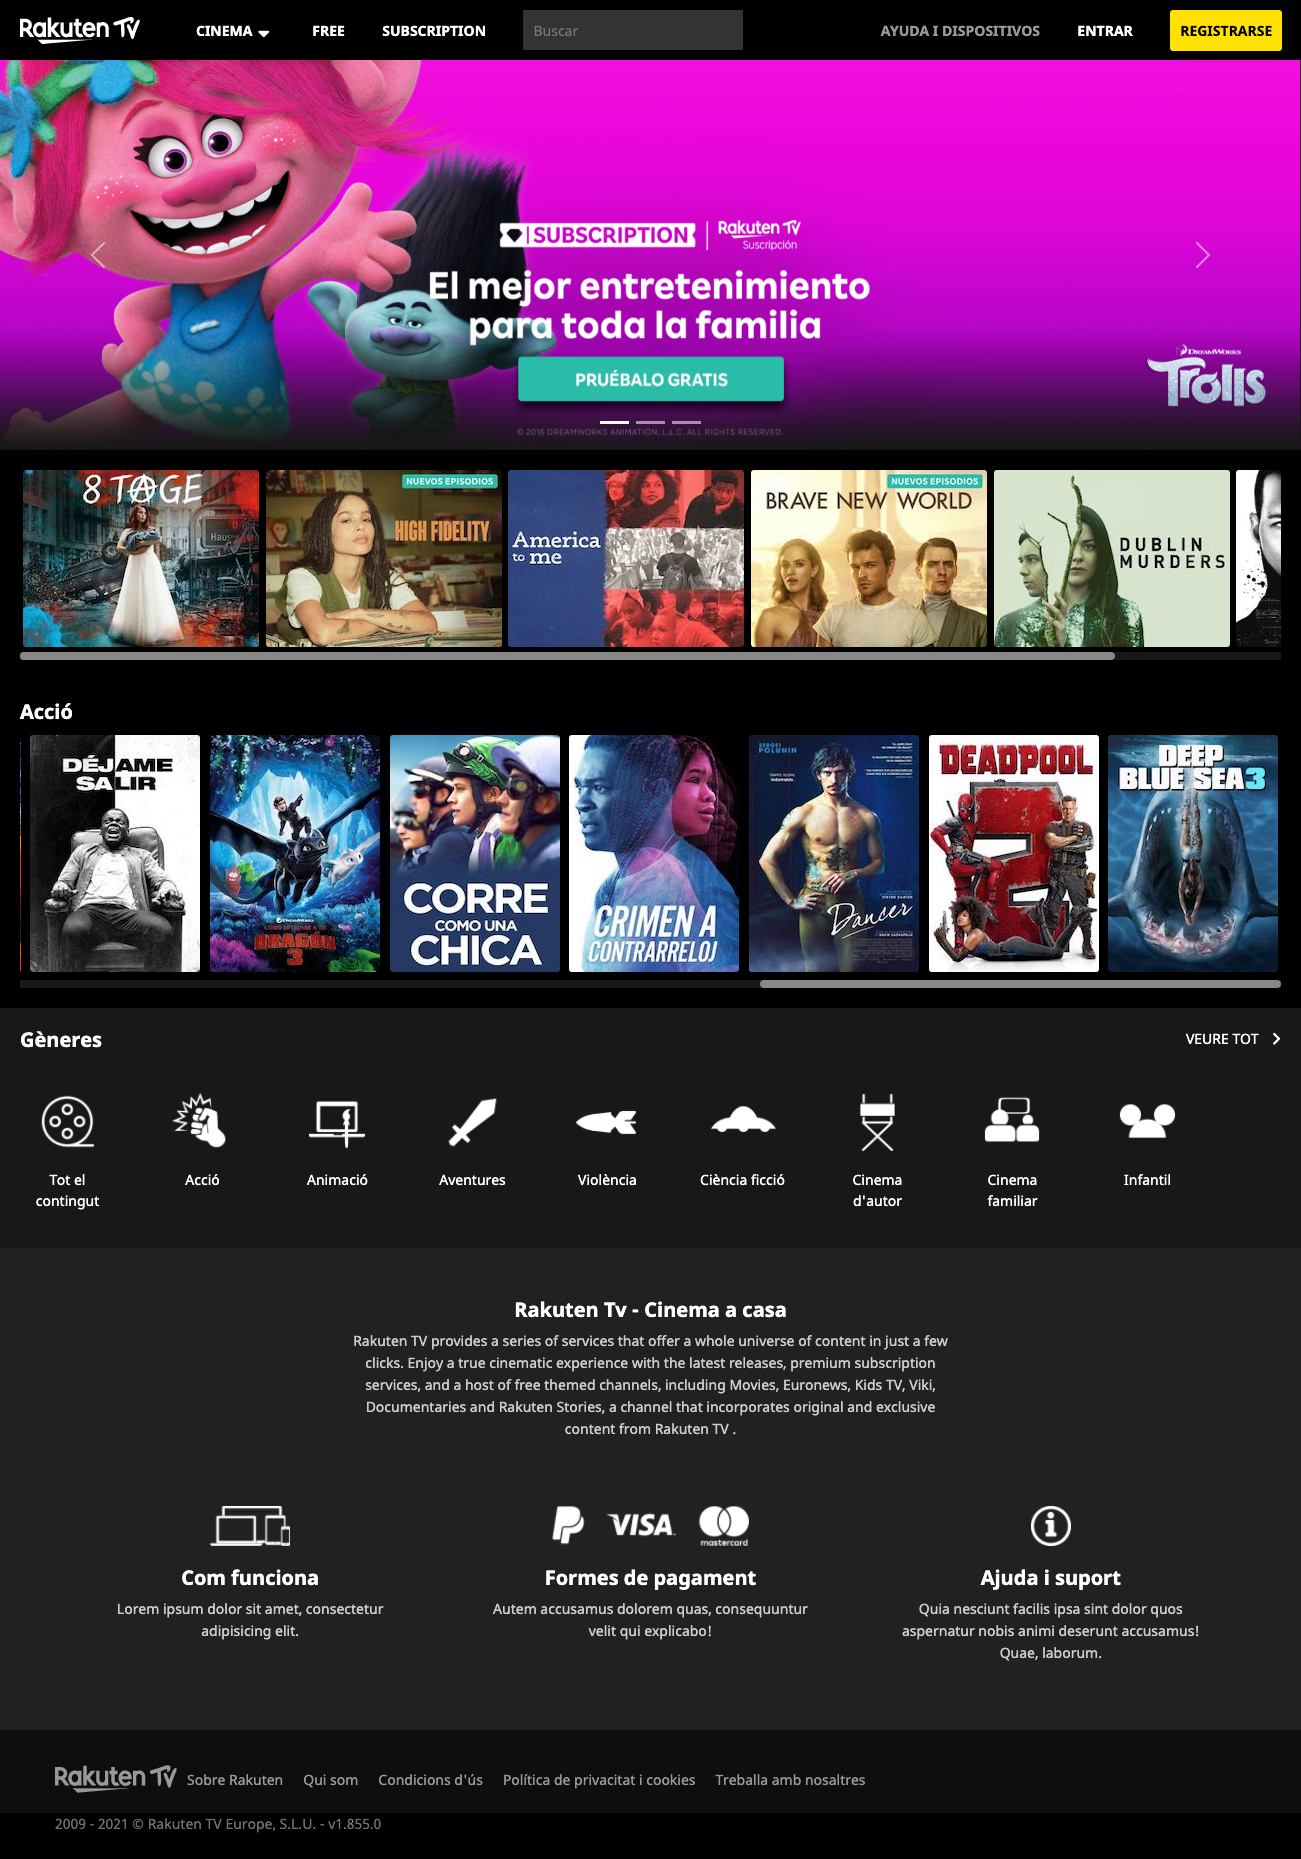 Rakuten TV
CINEMA
FREE
SUBSCRIPTION
Buscar
AYUDA I DISPOSITIVOS
ENTRAR
REGISTRARSE
SUBSCRIPTION
Rakuten TV
Suscripción
El mejor entretenimiento
para toda la familia
PRUÉBALO GRATIS
DREAMWORKS
Trolls
© 2016 DREAMWORKS ANIMATION, L.L.C. ALL RIGHTS RESERVED.
8 TAGE
NUEVOS EPISODIOS
HIGH FIDELITY
America
to me
NUEVOS EPISODIOS
BRAVE NEW WORLD
DUBLIN
MURDERS
Acció
DÉJAME
SALIR
DREAMWORKS
CÓMO ENTRENAR A TU
DRAGÓN
3
CORRE
COMO UNA
CHICA
CRIMEN A
CONTRARRELOJ
SERGEI
POLUNIN
Genio. Icono.
Indomable.
Dancer
STEVEN CANTOR
DEADPOOL
2
DEEP
BLUE SEA 3
Gèneres
VEURE TOT
Tot el
contingut
Acció
Animació
Aventures
Violència
Ciència ficció
Cinema
d'autor
Cinema
familiar
Infantil
Rakuten Tv - Cinema a casa
Rakuten TV provides a series of services that offer a whole universe of content in just a few
clicks. Enjoy a true cinematic experience with the latest releases, premium subscription
services, and a host of free themed channels, including Movies, Euronews, Kids TV, Viki,
Documentaries and Rakuten Stories, a channel that incorporates original and exclusive
content from Rakuten TV .
VISA
mastercard
Com funciona
Lorem ipsum dolor sit amet, consectetur
adipisicing elit.
Formes de pagament
Autem accusamus dolorem quas, consequuntur
velit qui explicabo!
Ajuda i suport
Quia nesciunt facilis ipsa sint dolor quos
aspernatur nobis animi deserunt accusamus!
Quae, laborum.
Rakuten TV
Sobre Rakuten
Qui som
Condicions d'ús
Política de privacitat i cookies
Treballa amb nosaltres
2009 - 2021 © Rakuten TV Europe, S.L.U. - v1.855.0